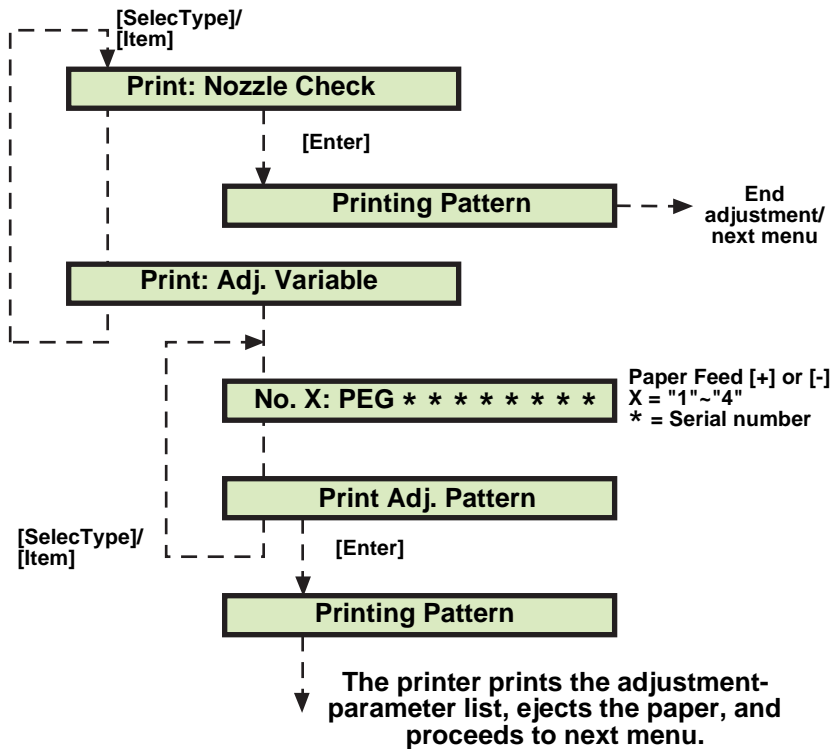 [SelecType]/
[Item]
Print: Nozzle Check
[Enter]
Printing Pattern
End
adjustment/
next menu
Print: Adj. Variable
No. X: PEG * * * * * * * *
Paper Feed [+] or [-]
X = "1"~"4"
* = Serial number
Print Adj. Pattern
[SelecType]/
[Item]
[Enter]
Printing Pattern
The printer prints the adjustment-
parameter list, ejects the paper, and
proceeds to next menu.